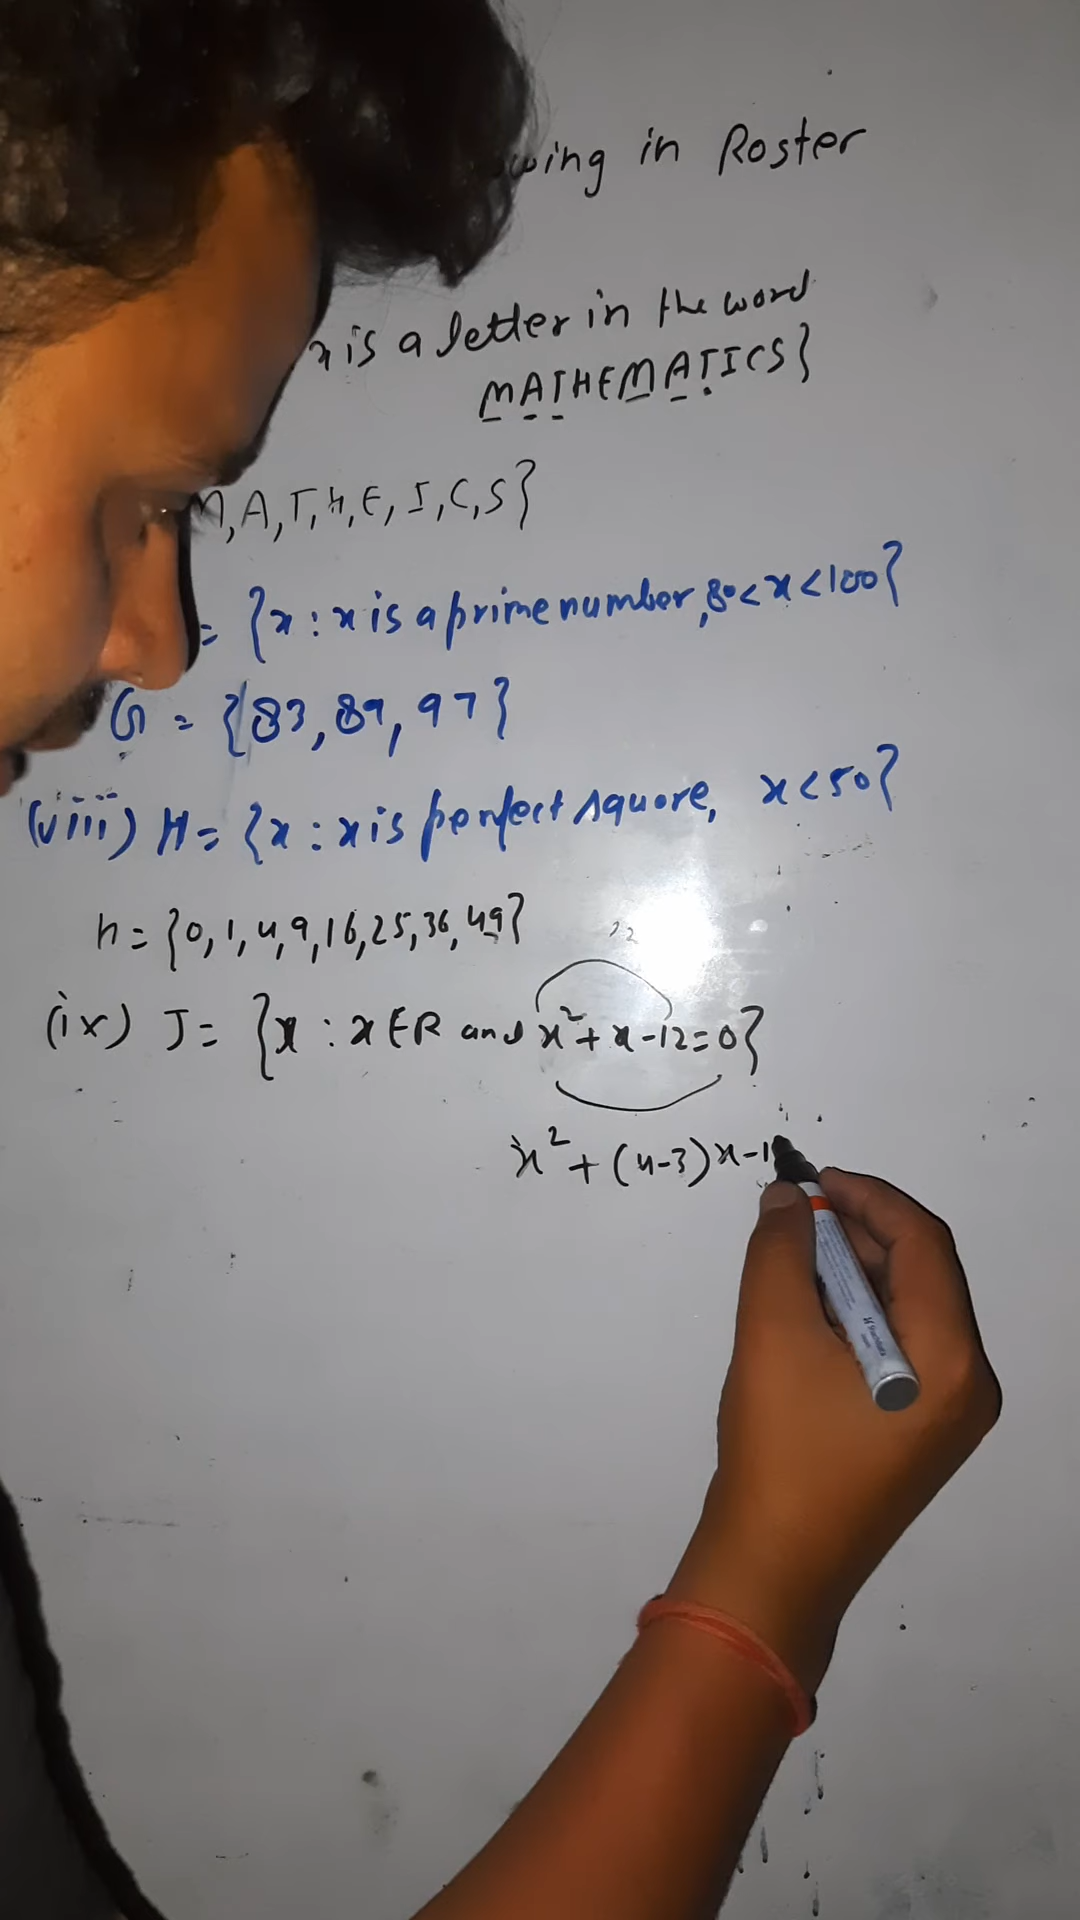 wing in Roster
x is a letter in the word
MATHEMATICS}
M, A, T, H, E, I, C, S}
= {x : x is a prime number, 80 < x < 100}
G = {83, 89, 97}
(viii) H = {x : x is perfect square, x < 50}
h = {0, 1, 4, 9, 16, 25, 36, 49}
(ix) J = {x : x ∈ R and x² + x - 12 = 0}
x² + (4-3)x - 1